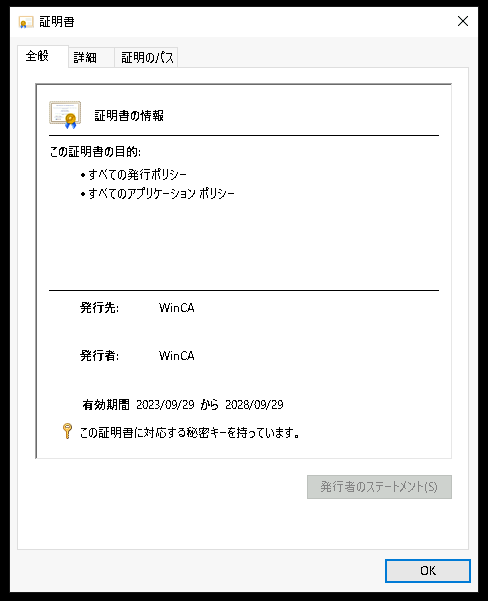 証明書
全般
詳細
証明のパス
証明書の情報
この証明書の目的:
• すべての発行ポリシー
• すべてのアプリケーション ポリシー
発行先: WinCA
発行者: WinCA
有効期間 2023/09/29 から 2028/09/29
この証明書に対応する秘密キーを持っています。
発行者のステートメント(S)
OK